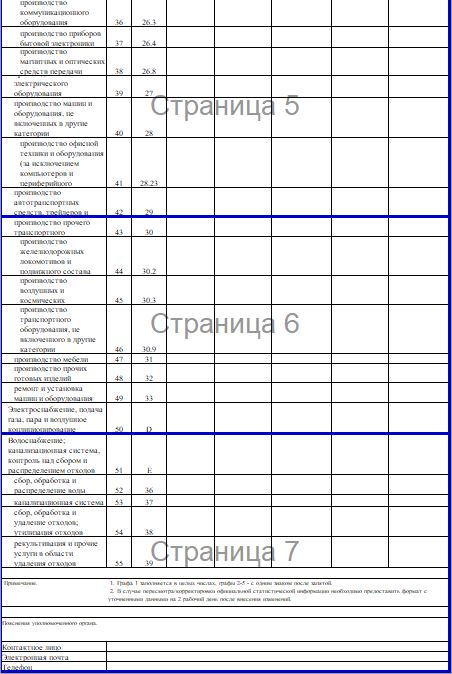 производство
коммуникационного
оборудования 36 26.3
производство приборов
бытовой электроники 37 26.4
производство
магнитных и оптических
средств передачи 38 26.8
электрического
оборудования 39 27
Страница 5
производство машин и
оборудования, не
включенных в другие
категории 40 28
производство офисной
техники и оборудования
(за исключением
компьютеров и
периферийного 41 28.23
производство
автотранспортных
средств, трейлеров и 42 29
производство прочего
транспортного 43 30
производство
железнодорожных
локомотивов и
подвижного состава 44 30.2
производство
воздушных и
космических 45 30.3
производство
транспортного
оборудования, не
включенного в другие
категории 46 30.9
Страница 6
производство мебели 47 31
производство прочих
готовых изделий 48 32
ремонт и установка
машин и оборудования 49 33
Электроснабжение, подача
газа, пара и воздушное
кондиционирование 50 D
Водоснабжение;
канализационная система,
контроль над сбором и
распределением отходов 51 E
сбор, обработка и
распределение воды 52 36
канализационная система 53 37
сбор, обработка и
удаление отходов;
утилизация отходов 54 38
рекультивация и прочие
услуги в области
удаления отходов 55 39
Страница 7
Примечание. 1. Графа 1 заполняется в целых числах, графы 2-5 - с одним знаком после запятой.
2. В случае пересмотра/корректировки официальной статистической информации необходимо предоставить формат с
уточненными данными на 2 рабочий день после внесения изменений.
Пояснения уполномоченного органа.
Контактное лицо
Электронная почта
Телефон